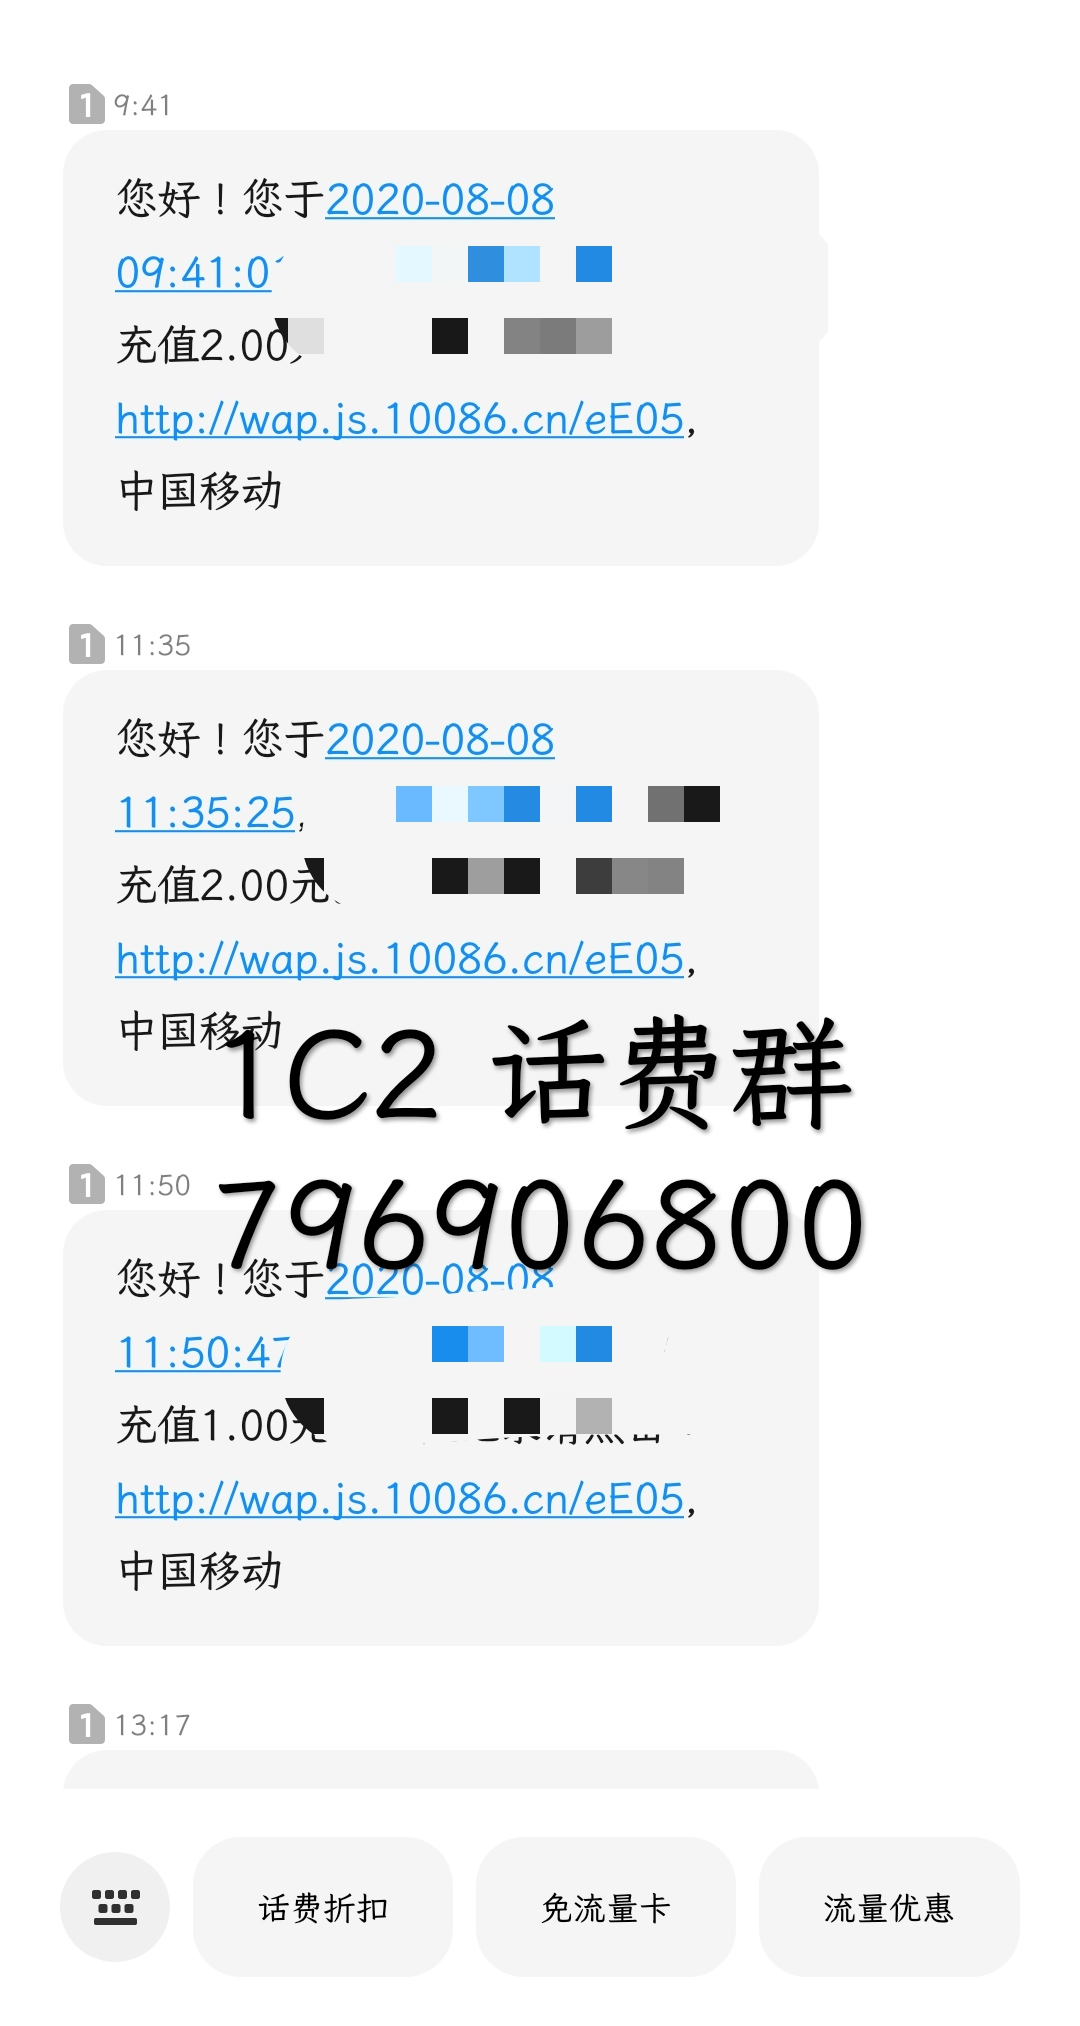 1 9:41
您好！您于2020-08-08
09:41:0
充值2.00
http://wap.js.10086.cn/eE05,
中国移动
1 11:35
您好！您于2020-08-08
11:35:25,
充值2.00元
http://wap.js.10086.cn/eE05,
中国移动
1C2 话费群
796906800
1 11:50
您好！您于2020-08-08
11:50:47
充值1.00元
http://wap.js.10086.cn/eE05,
中国移动
1 13:17
话费折扣 免流量卡 流量优惠